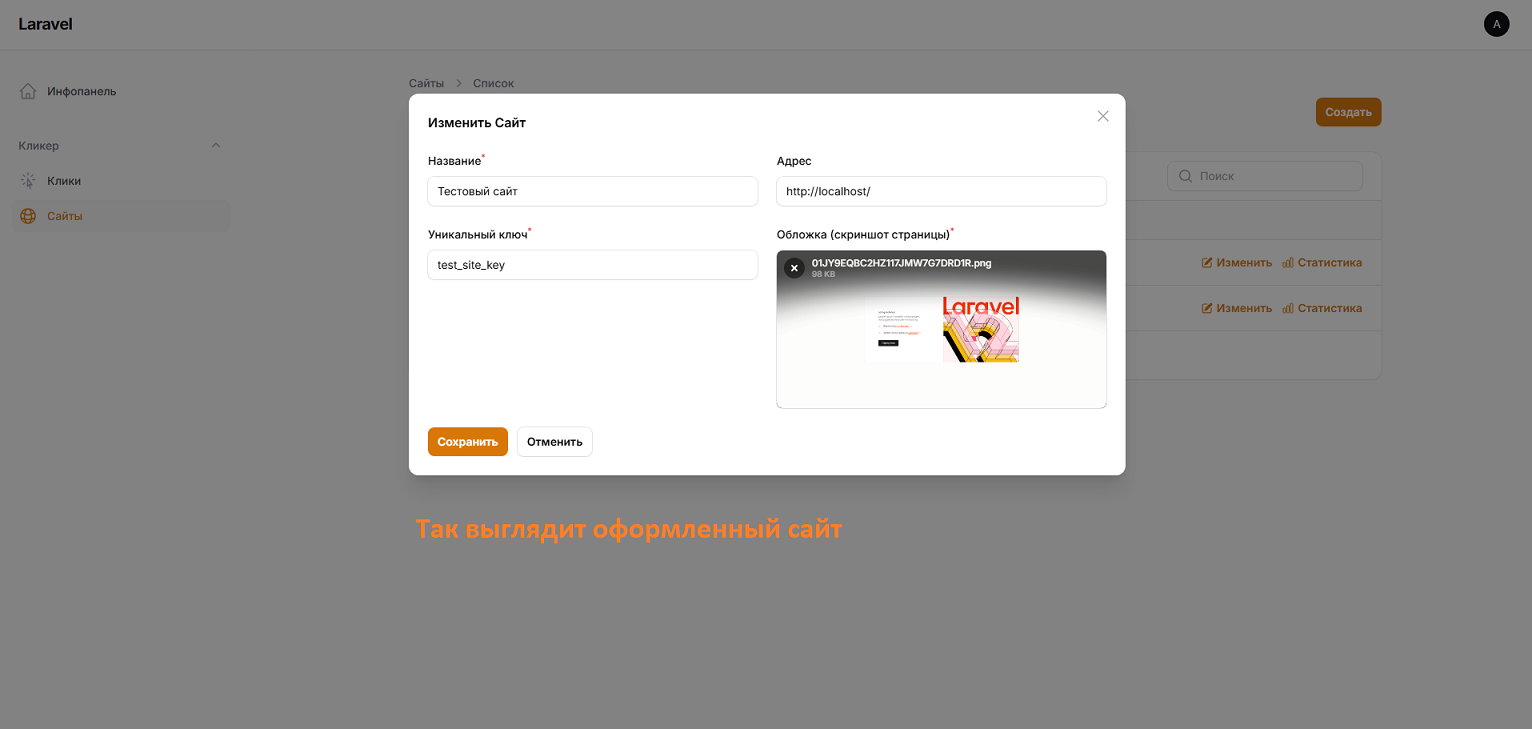 Laravel
A
Инфопанель
Сайты > Список
Создать
Кликер
Клики
Сайты
Поиск
Изменить Статистика
Изменить Статистика
Изменить Сайт
Название*
Адрес
Тестовый сайт
http://localhost/
Уникальный ключ*
Обложка (скриншот страницы)*
test_site_key
01JY9EQBC2HZ117JMW7G7DRD1R.png
98 KB
Laravel
Сохранить
Отменить
Так выглядит оформленный сайт